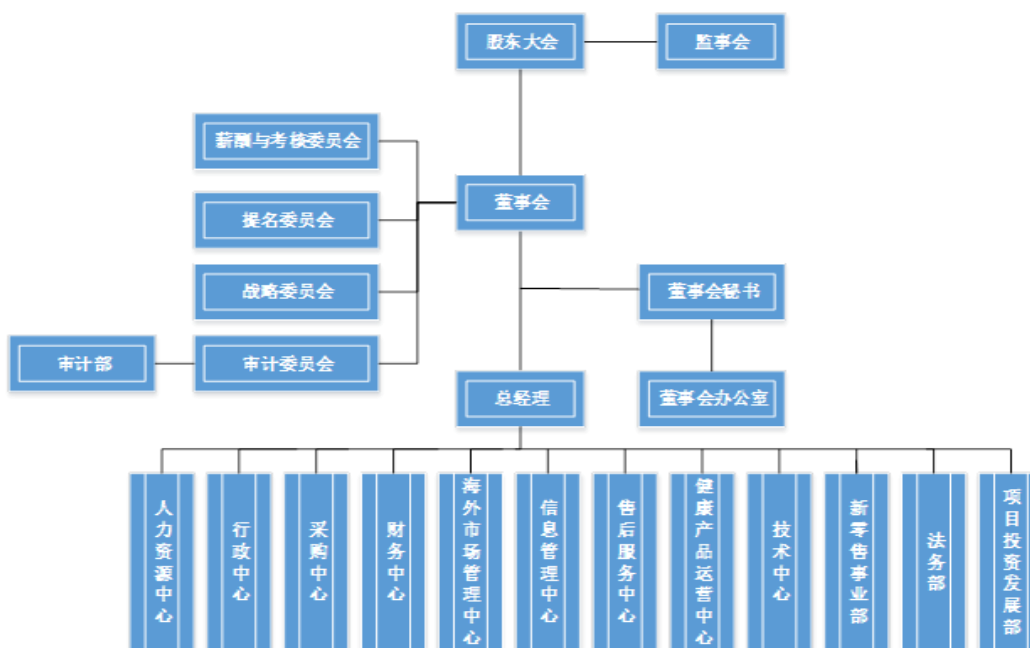 股东大会
监事会
薪酬与考核委员会
董事会
提名委员会
战略委员会
董事会秘书
审计部
审计委员会
总经理
董事会办公室
人力资源中心
行政中心
采购中心
财务中心
海外市场管理中心
信息管理中心
售后服务中心
健康产品运营中心
技术中心
新零售事业部
法务部
项目投资发展部